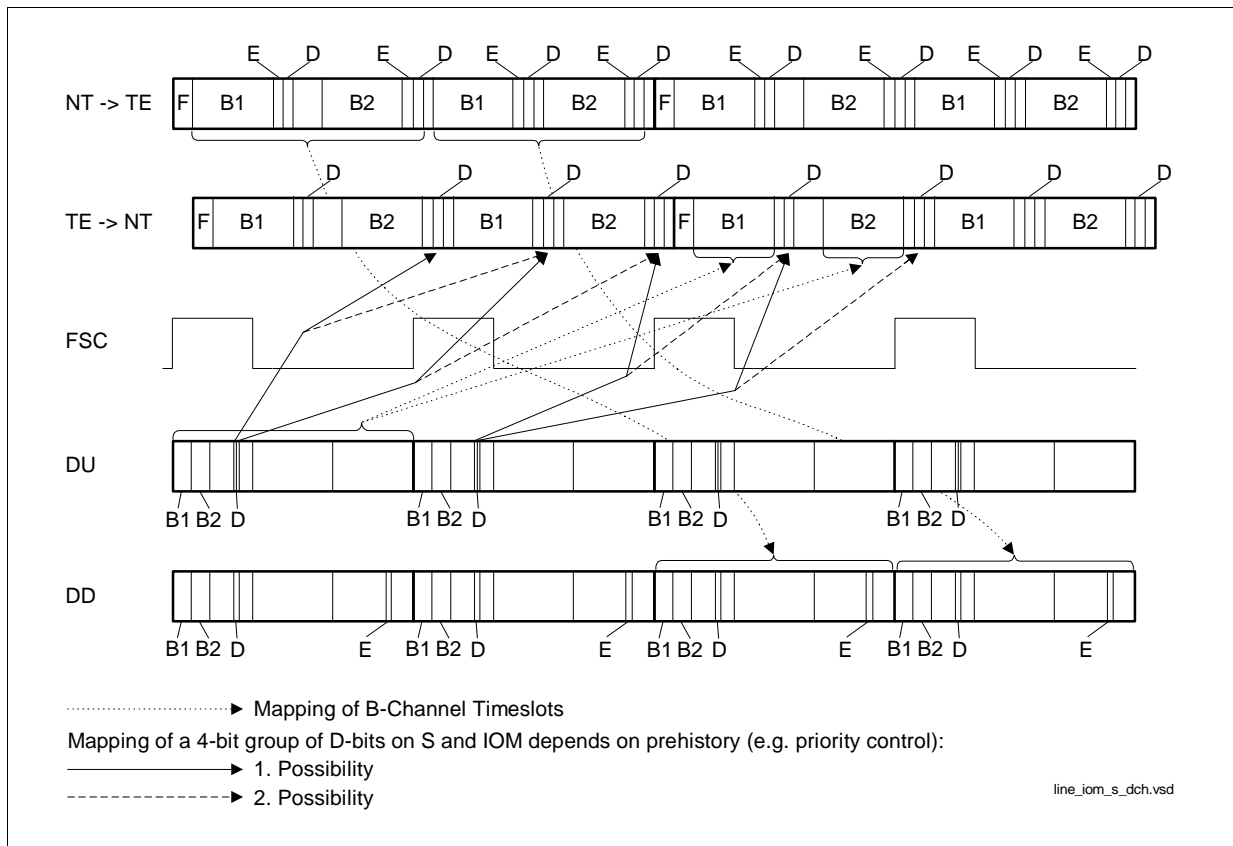 E D E D E D E D E D E D E D E D
NT -> TE F B1 B2 B1 B2 F B1 B2 B1 B2
D D D D D D D D
TE -> NT F B1 B2 B1 B2 F B1 B2 B1 B2
FSC
DU
B1 B2 D B1 B2 D B1 B2 D B1 B2 D
DD
B1 B2 D E B1 B2 D E B1 B2 D E B1 B2 D E
Mapping of B-Channel Timeslots
Mapping of a 4-bit group of D-bits on S and IOM depends on prehistory (e.g. priority control):
1. Possibility
2. Possibility
line_iom_s_dch.vsd